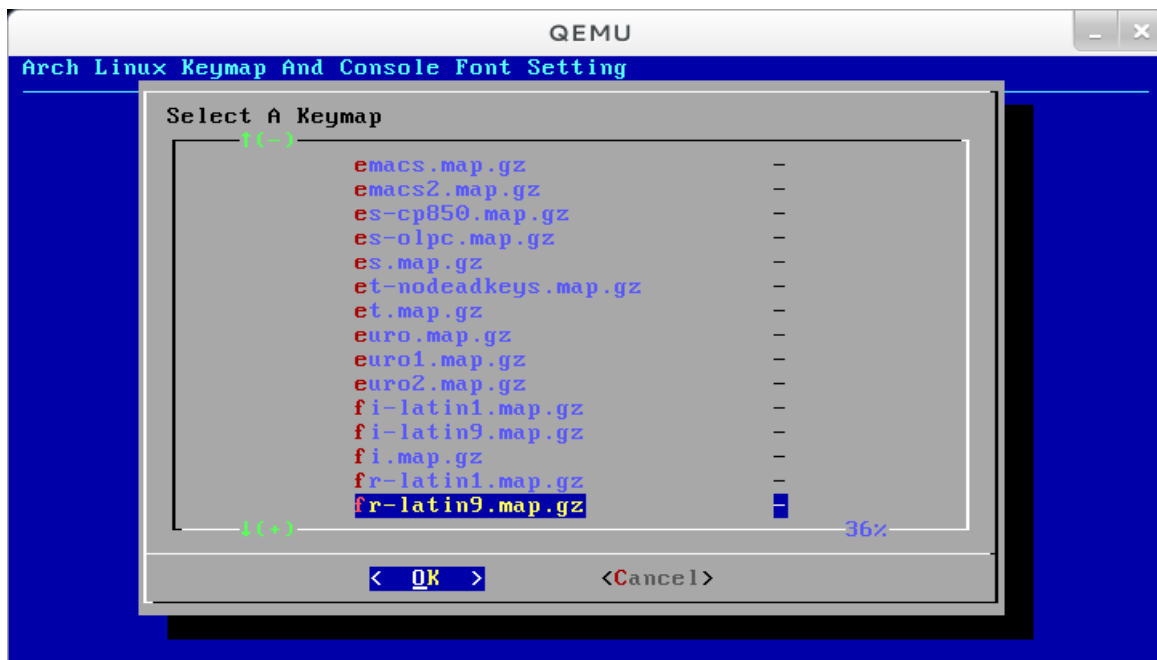 QEMU
Arch Linux Keymap And Console Font Setting
Select A Keymap
↑(-)
emacs.map.gz -
emacs2.map.gz -
es-cp850.map.gz -
es-olpc.map.gz -
es.map.gz -
et-nodeadkeys.map.gz -
et.map.gz -
euro.map.gz -
euro1.map.gz -
euro2.map.gz -
fi-latin1.map.gz -
fi-latin9.map.gz -
fi.map.gz -
fr-latin1.map.gz -
fr-latin9.map.gz -
↓(+) 36%
< OK > <Cancel>